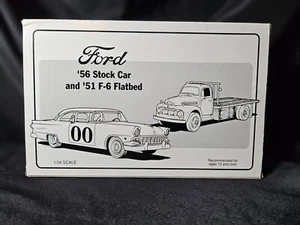 Ford
'56 Stock Car
and '51 F-6 Flatbed
00
1:34 SCALE
Recommended for
ages 10 and over